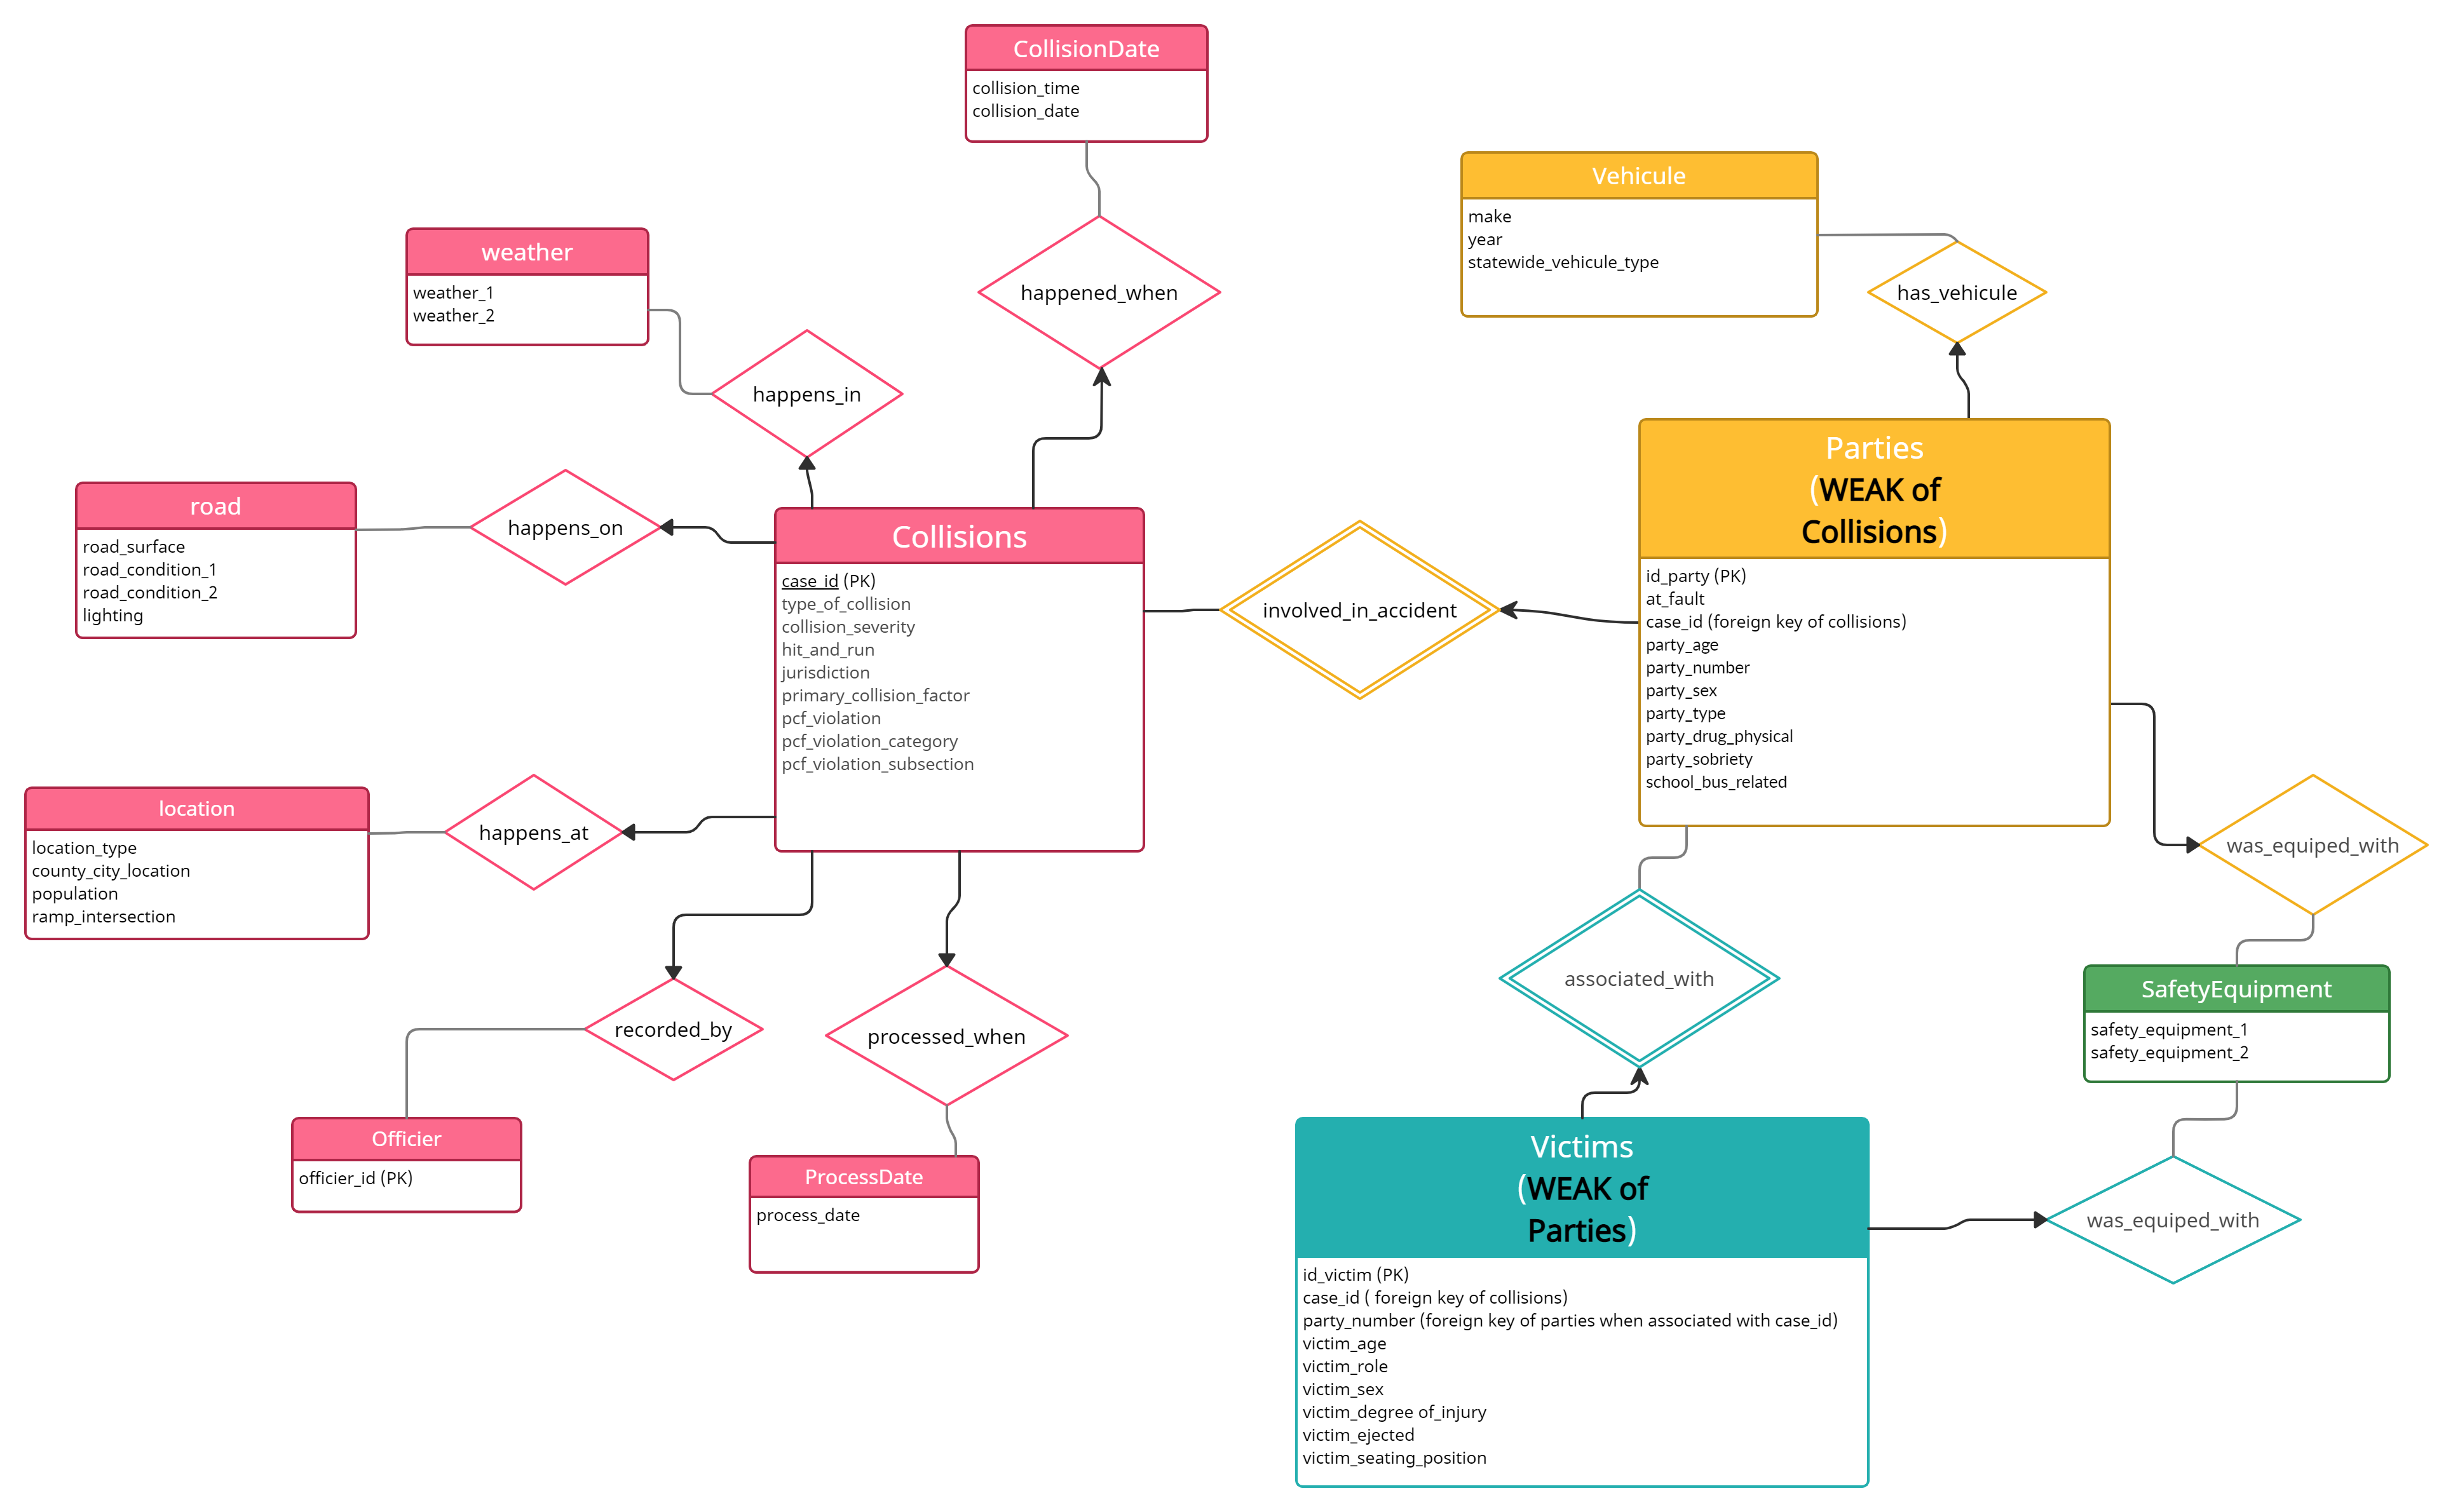 CollisionDate
collision_time
collision_date
Vehicule
make
year
statewide_vehicule_type
weather
weather_1
weather_2
happened_when
has_vehicule
happens_in
Parties
(WEAK of
Collisions)
id_party (PK)
at_fault
case_id (foreign key of collisions)
party_age
party_number
party_sex
party_type
party_drug_physical
party_sobriety
school_bus_related
road
road_surface
road_condition_1
road_condition_2
lighting
happens_on
Collisions
case_id (PK)
type_of_collision
collision_severity
hit_and_run
jurisdiction
primary_collision_factor
pcf_violation
pcf_violation_category
pcf_violation_subsection
involved_in_accident
location
location_type
county_city_location
population
ramp_intersection
happens_at
was_equiped_with
associated_with
SafetyEquipment
safety_equipment_1
safety_equipment_2
recorded_by
processed_when
Officier
officier_id (PK)
ProcessDate
process_date
Victims
(WEAK of
Parties)
id_victim (PK)
case_id ( foreign key of collisions)
party_number (foreign key of parties when associated with case_id)
victim_age
victim_role
victim_sex
victim_degree of_injury
victim_ejected
victim_seating_position
was_equiped_with